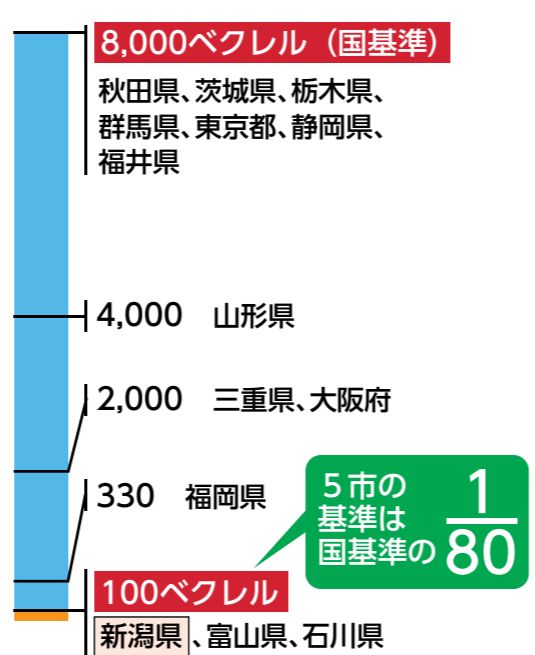 8,000ベクレル（国基準）
秋田県、茨城県、栃木県、
群馬県、東京都、静岡県、
福井県
4,000 山形県
2,000 三重県、大阪府
330 福岡県
5市の
基準は
国基準の 1/80
100ベクレル
新潟県、富山県、石川県